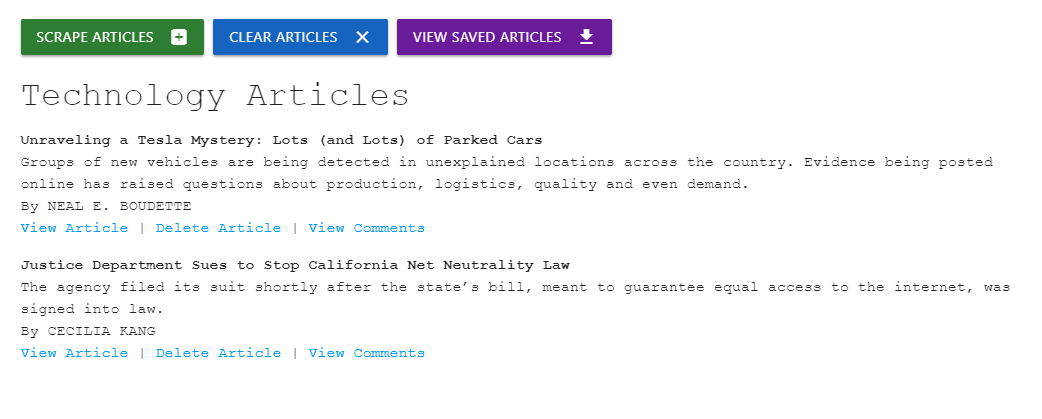 SCRAPE ARTICLES CLEAR ARTICLES VIEW SAVED ARTICLES
Technology Articles
Unraveling a Tesla Mystery: Lots (and Lots) of Parked Cars
Groups of new vehicles are being detected in unexplained locations across the country. Evidence being posted
online has raised questions about production, logistics, quality and even demand.
By NEAL E. BOUDETTE
View Article | Delete Article | View Comments
Justice Department Sues to Stop California Net Neutrality Law
The agency filed its suit shortly after the state’s bill, meant to guarantee equal access to the internet, was
signed into law.
By CECILIA KANG
View Article | Delete Article | View Comments